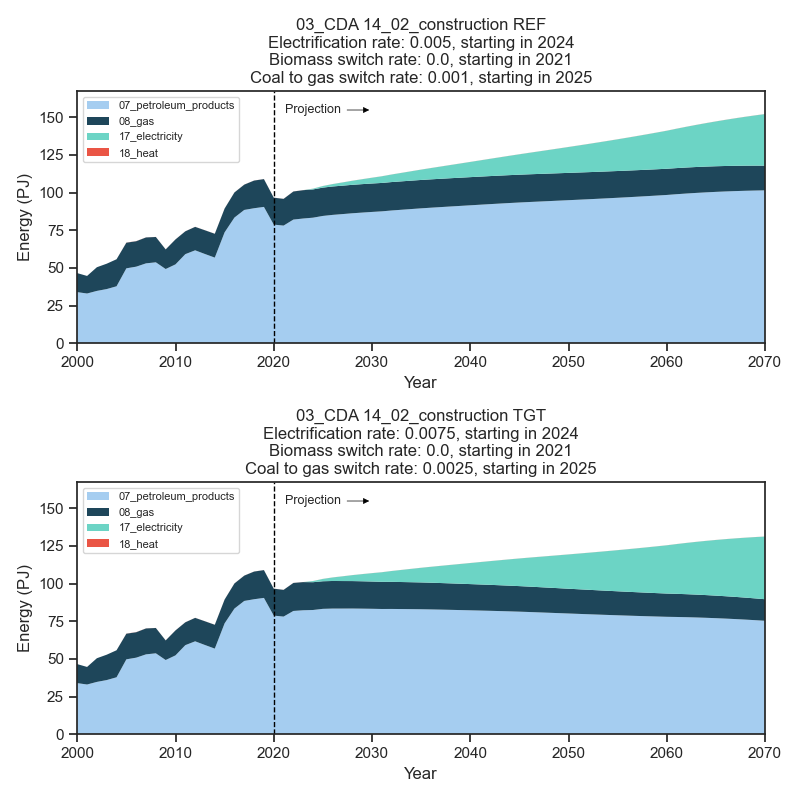 03_CDA 14_02_construction REF
Electrification rate: 0.005, starting in 2024
Biomass switch rate: 0.0, starting in 2021
Coal to gas switch rate: 0.001, starting in 2025
07_petroleum_products
08_gas
17_electricity
18_heat
Projection
Energy (PJ)
150
125
100
75
50
25
0
2000 2010 2020 2030 2040 2050 2060 2070
Year
03_CDA 14_02_construction TGT
Electrification rate: 0.0075, starting in 2024
Biomass switch rate: 0.0, starting in 2021
Coal to gas switch rate: 0.0025, starting in 2025
07_petroleum_products
08_gas
17_electricity
18_heat
Projection
Energy (PJ)
150
125
100
75
50
25
0
2000 2010 2020 2030 2040 2050 2060 2070
Year